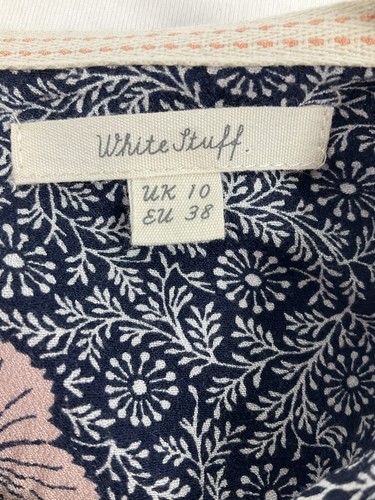 White Stuff.
UK 10
EU 38